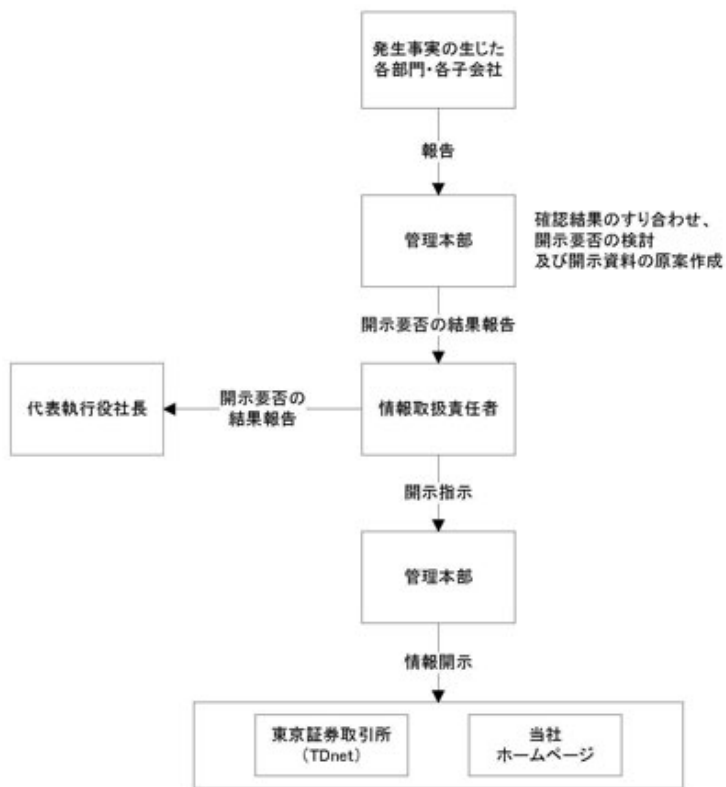 発生事実の生じた
各部門・各子会社
報告
管理本部
確認結果のすり合わせ、
開示要否の検討
及び開示資料の原案作成
開示要否の結果報告
代表執行役社長
開示要否の
結果報告
情報取扱責任者
開示指示
管理本部
情報開示
東京証券取引所
(TDnet)
当社
ホームページ